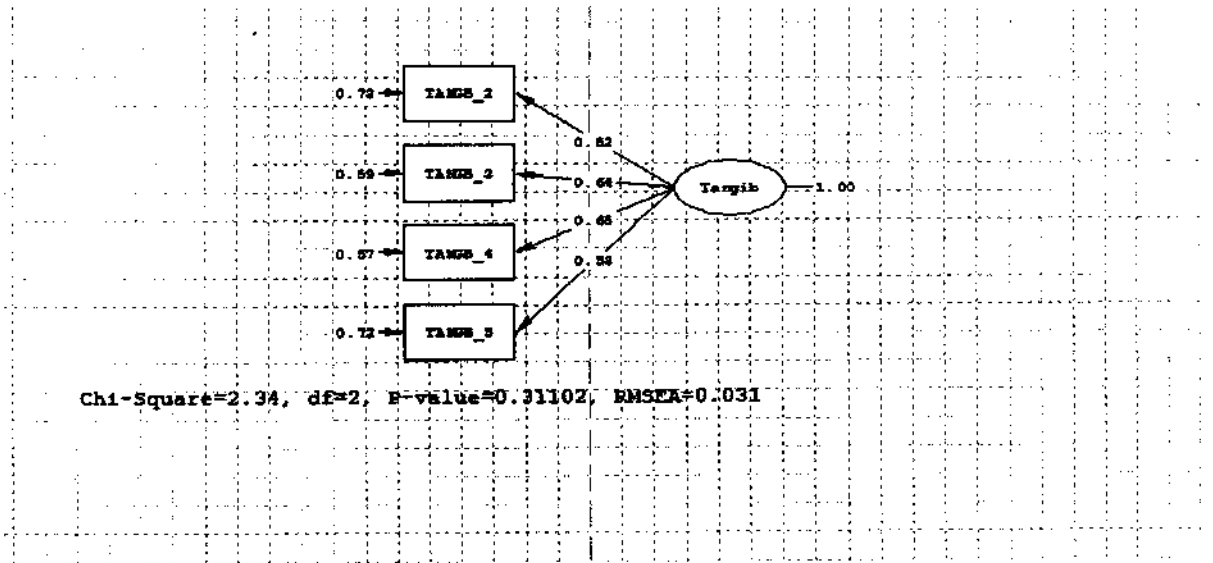 0.73 TANGB_2
0.52
0.59 TANGB_2
0.64
Tangib 1.00
0.65
0.57 TANGB_4
0.53
0.72 TANGB_5
Chi-Square=2.34, df=2, P-value=0.31102, RMSEA=0.031